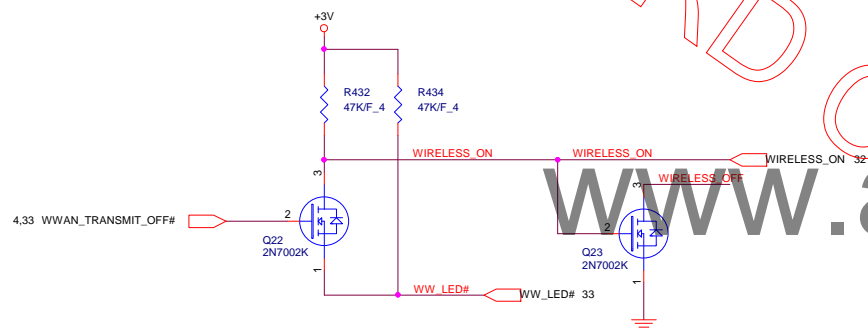 +3V
R432
47K/F_4
R434
47K/F_4
WIRELESS_ON
WIRELESS_ON
WIRELESS_ON 32
WIRELESS_OFF
3
3
4,33 WWAN_TRANSMIT_OFF#
2
2
Q22
2N7002K
Q23
2N7002K
1
1
WW_LED#
WW_LED# 33
www.a